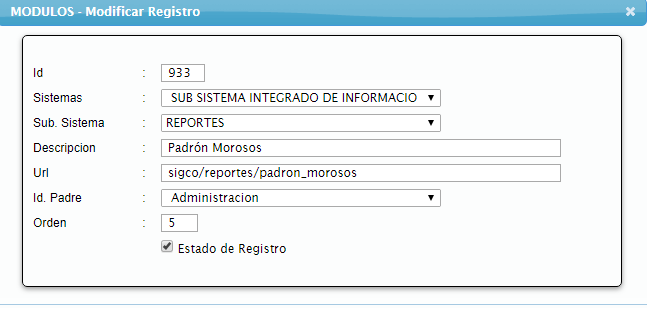 MODULOS - Modificar Registro
Id : 933
Sistemas : SUB SISTEMA INTEGRADO DE INFORMACIO
Sub. Sistema : REPORTES
Descripcion : Padrón Morosos
Url : sigco/reportes/padron_morosos
Id. Padre : Administracion
Orden : 5
Estado de Registro